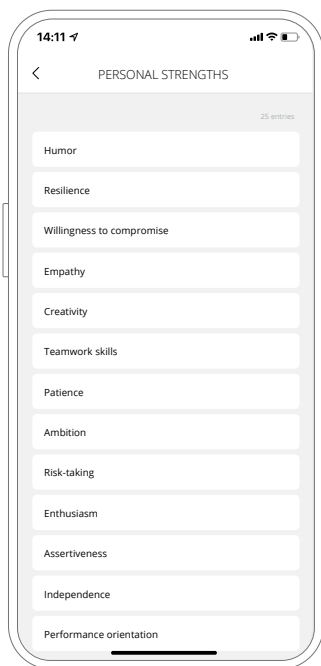 14:11
PERSONAL STRENGTHS
25 entries
Humor
Resilience
Willingness to compromise
Empathy
Creativity
Teamwork skills
Patience
Ambition
Risk-taking
Enthusiasm
Assertiveness
Independence
Performance orientation